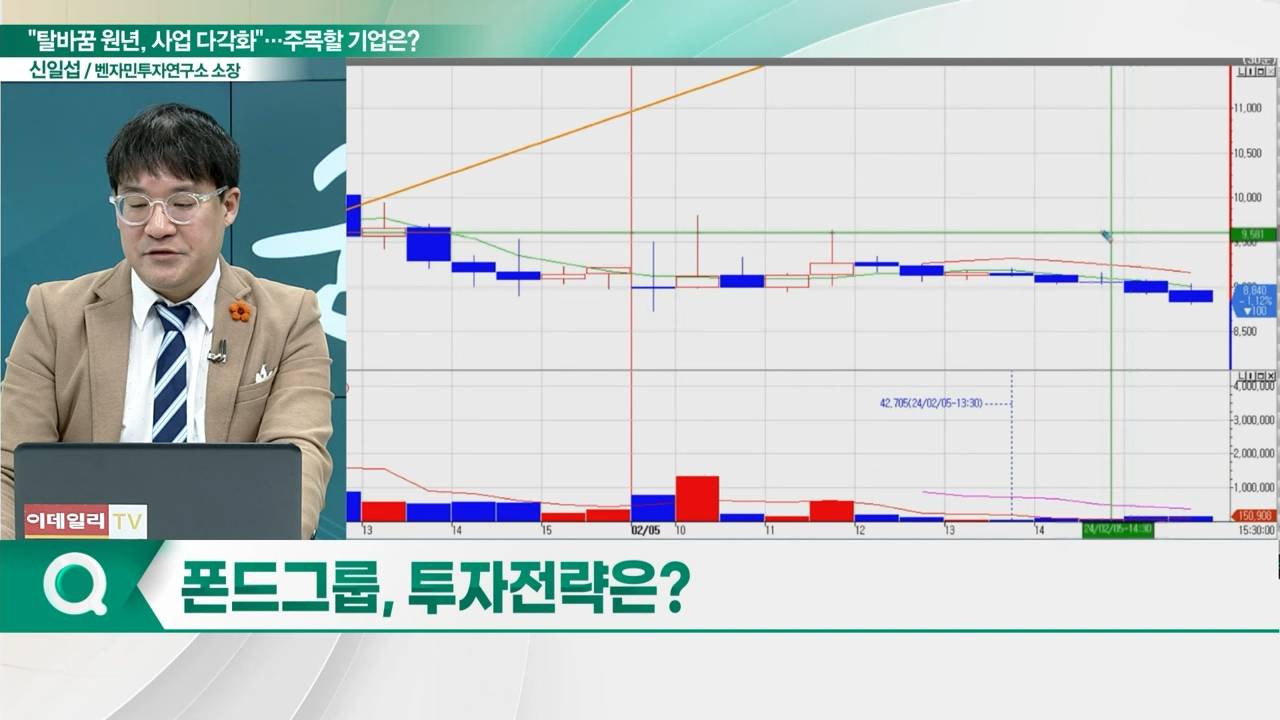 "탈바꿈 원년, 사업 다각화"…주목할 기업은?
신일섭 / 벤자민투자연구소 소장
11,000
10,500
10,000
9,581
8,840
-1.12%
▼100
8,500
4,000,000
42,705(24/02/05-13:30)
3,000,000
2,000,000
1,000,000
150,908
13 14 15 02/05 10 11 12 13 14 24/02/05-14:30 15:30:00
이데일리 TV
폰드그룹, 투자전략은?